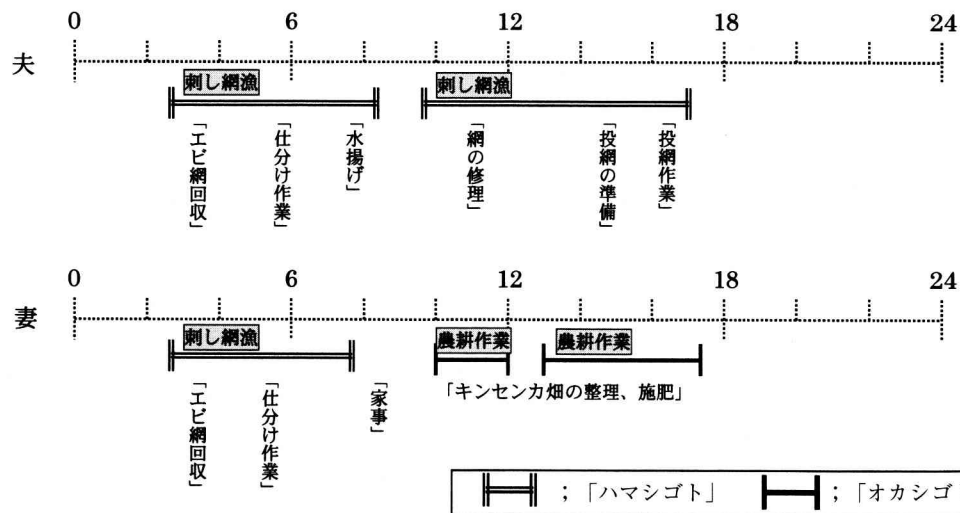 0 6 12 18 24
夫
刺し網漁 刺し網漁
「エビ網回収」
「仕分け作業」
「水揚げ」
「網の修理」
「投網の準備」
「投網作業」
0 6 12 18 24
妻
刺し網漁 農耕作業 農耕作業
「エビ網回収」
「仕分け作業」
「家事」
「キンセンカ畑の整理、施肥」
;「ハマシゴト」 ;「オカシゴ